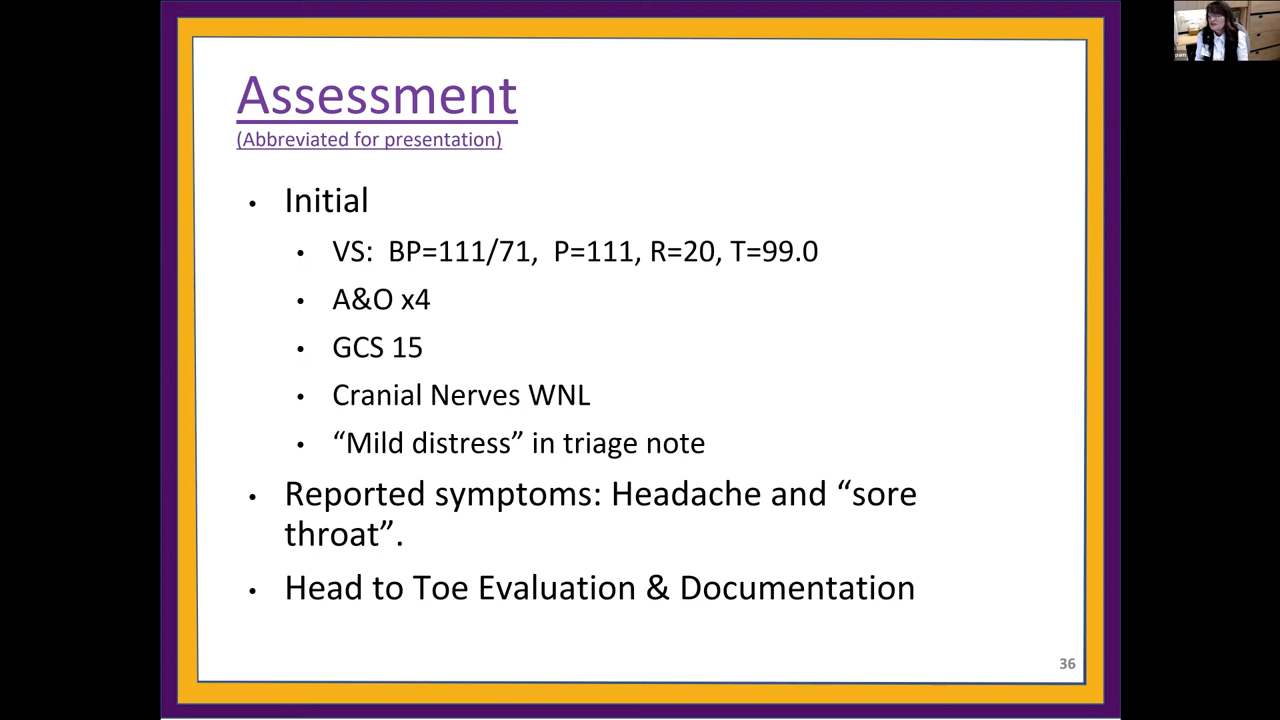 Assessment
(Abbreviated for presentation)
• Initial
• VS:  BP=111/71,  P=111, R=20, T=99.0
• A&O x4
• GCS 15
• Cranial Nerves WNL
• “Mild distress” in triage note
• Reported symptoms: Headache and “sore
throat”.
• Head to Toe Evaluation & Documentation
36